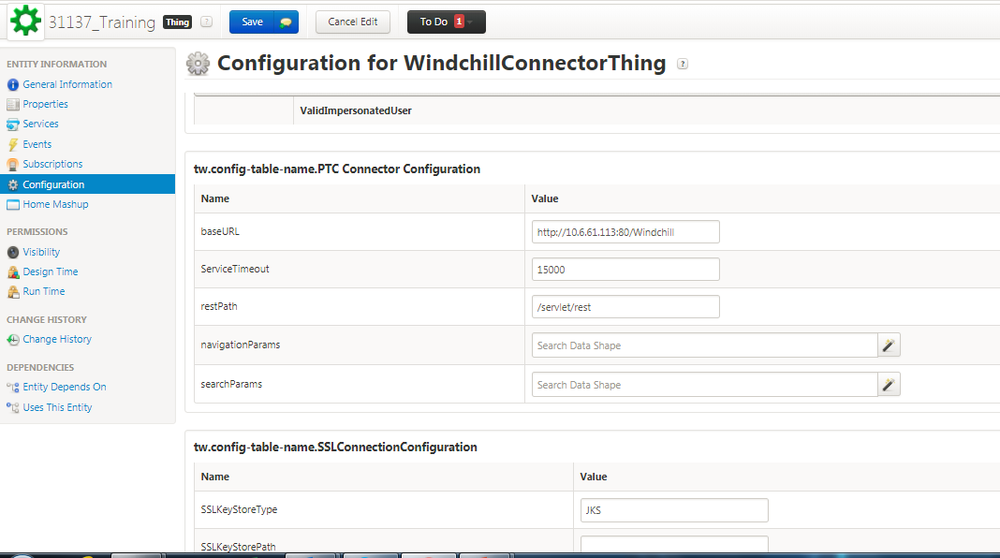 31137_Training Thing ? Save Cancel Edit To Do 1
ENTITY INFORMATION
General Information
Properties
Services
Events
Subscriptions
Configuration
Home Mashup
PERMISSIONS
Visibility
Design Time
Run Time
CHANGE HISTORY
Change History
DEPENDENCIES
Entity Depends On
Uses This Entity
Configuration for WindchillConnectorThing ?
ValidImpersonatedUser
tw.config-table-name.PTC Connector Configuration
Name Value
baseURL http://10.6.61.113:80/Windchill
ServiceTimeout 15000
restPath /servlet/rest
navigationParams Search Data Shape
searchParams Search Data Shape
tw.config-table-name.SSLConnectionConfiguration
Name Value
SSLKeyStoreType JKS
SSLKeyStorePath